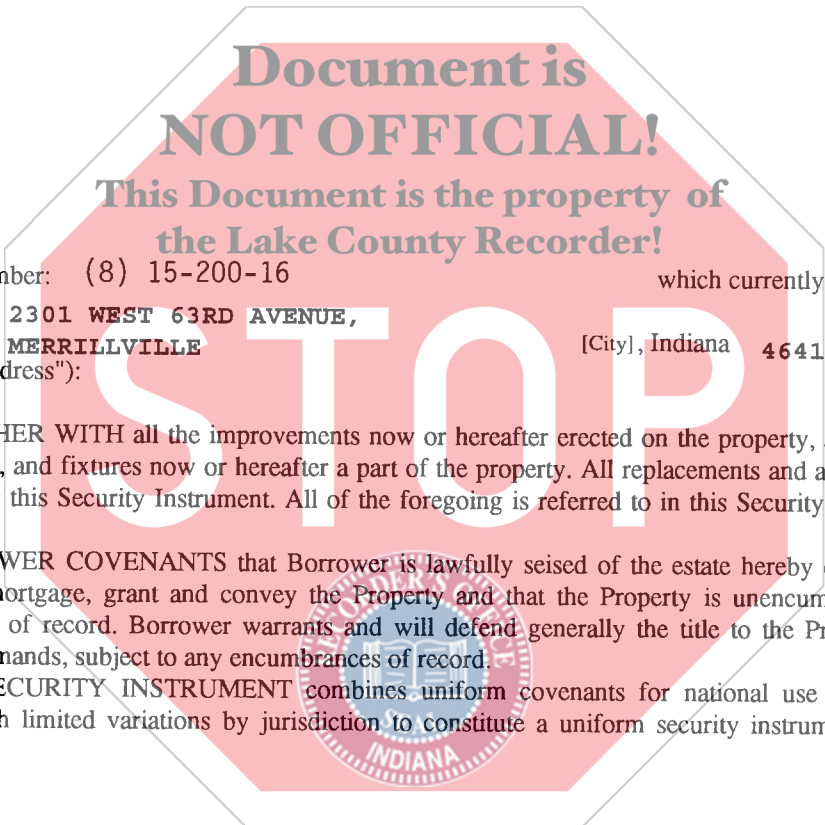 Document is
NOT OFFICIAL!
This Document is the property of
the Lake County Recorder!
mber: (8) 15-200-16 which currently
2301 WEST 63RD AVENUE,
MERRILLVILLE [City], Indiana 4641
dress"):
STOP
HER WITH all the improvements now or hereafter erected on the property,
, and fixtures now or hereafter a part of the property. All replacements and a
this Security Instrument. All of the foregoing is referred to in this Security
WER COVENANTS that Borrower is lawfully seised of the estate hereby
ortgage, grant and convey the Property and that the Property is unencum
of record. Borrower warrants and will defend generally the title to the Pr
mands, subject to any encumbrances of record.
ECURITY INSTRUMENT combines uniform covenants for national use
h limited variations by jurisdiction to constitute a uniform security instrum
SEAL
INDIANA